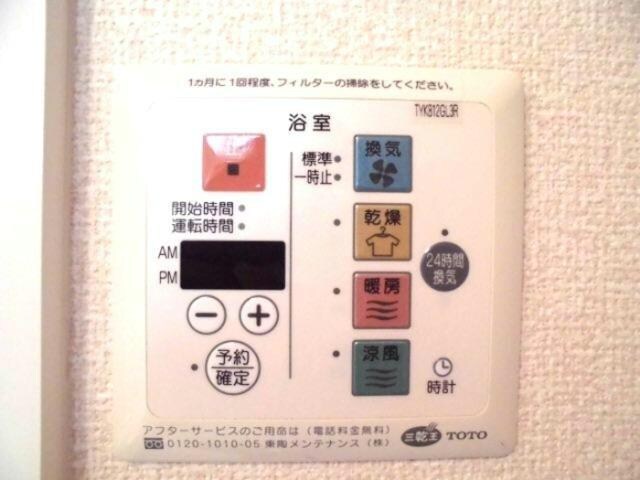 1ヵ月に1回程度、フィルターの掃除をしてください。
TYK812GL3R
浴室
標準
一時止
換気
開始時間
運転時間
乾燥
AM
PM
24時間
換気
暖房
予約
確定
涼風
時計
アフターサービスのご用命は(電話料金無料)
0120-1010-05 東陶メンテナンス(株)
三乾王 TOTO